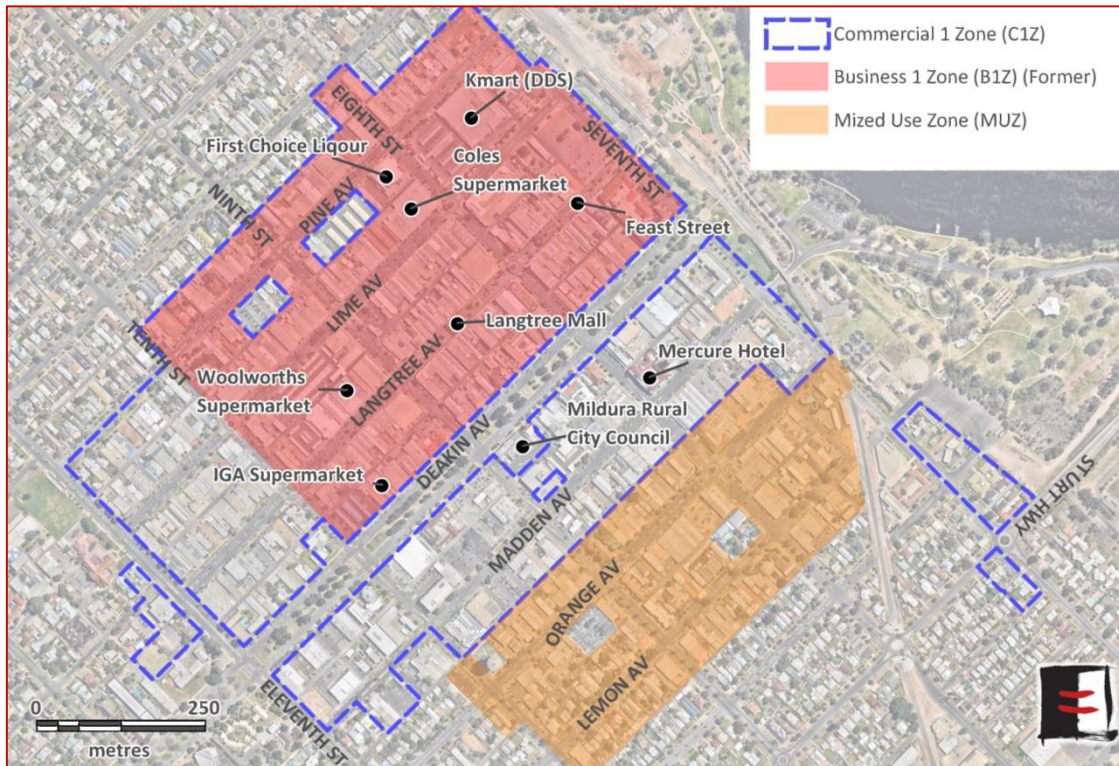 Commercial 1 Zone (C1Z)
Business 1 Zone (B1Z) (Former)
Mized Use Zone (MUZ)
Kmart (DDS)
EIGHTH ST
SEVENTH ST
First Choice Liqour
Coles
Supermarket
NINTH ST
PINE AV
Feast Street
LIME AV
Langtree Mall
TENTH ST
LANGTREE AV
Mercure Hotel
Woolworths
Supermarket
Mildura Rural
City Council
DEAKIN AV
IGA Supermarket
STURT HWY
MADDEN AV
ORANGE AV
LEMON AV
ELEVENTH ST
0
250
metres